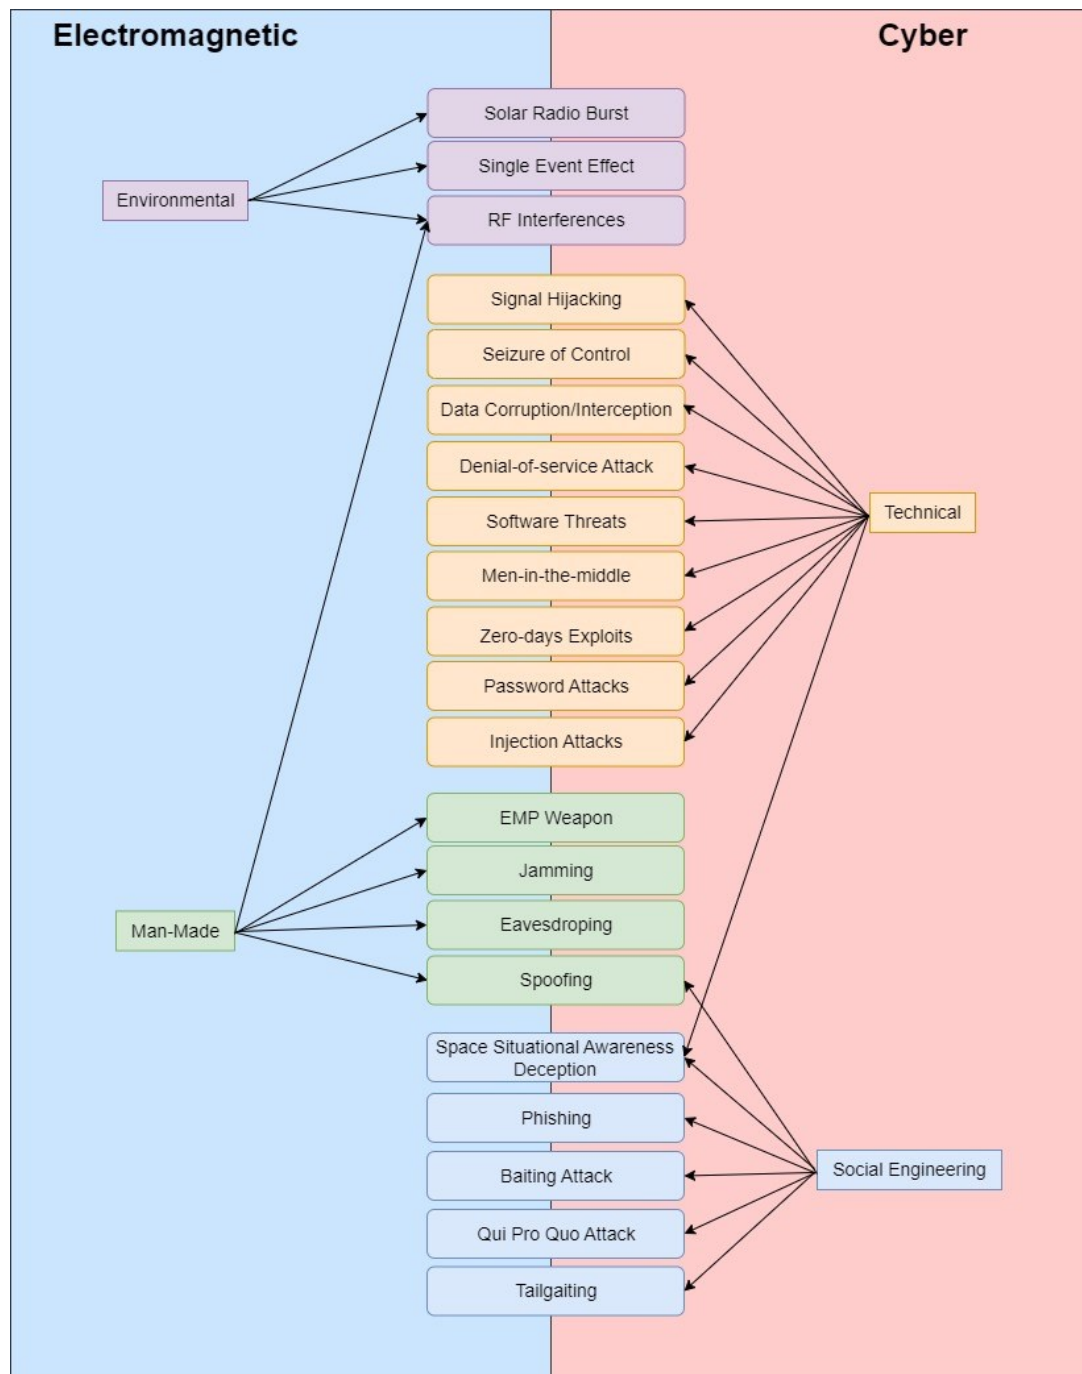 Electromagnetic
Cyber
Solar Radio Burst
Single Event Effect
Environmental
RF Interferences
Signal Hijacking
Seizure of Control
Data Corruption/Interception
Denial-of-service Attack
Technical
Software Threats
Men-in-the-middle
Zero-days Exploits
Password Attacks
Injection Attacks
EMP Weapon
Jamming
Man-Made
Eavesdroping
Spoofing
Space Situational Awareness
Deception
Phishing
Baiting Attack
Social Engineering
Qui Pro Quo Attack
Tailgaiting